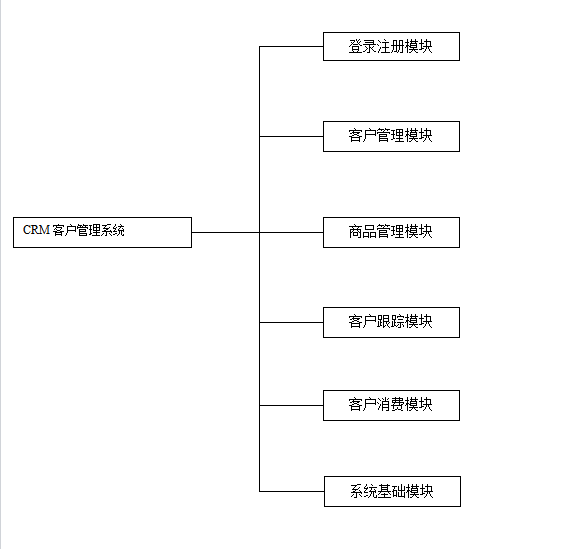 登录注册模块
客户管理模块
CRM 客户管理系统
商品管理模块
客户跟踪模块
客户消费模块
系统基础模块